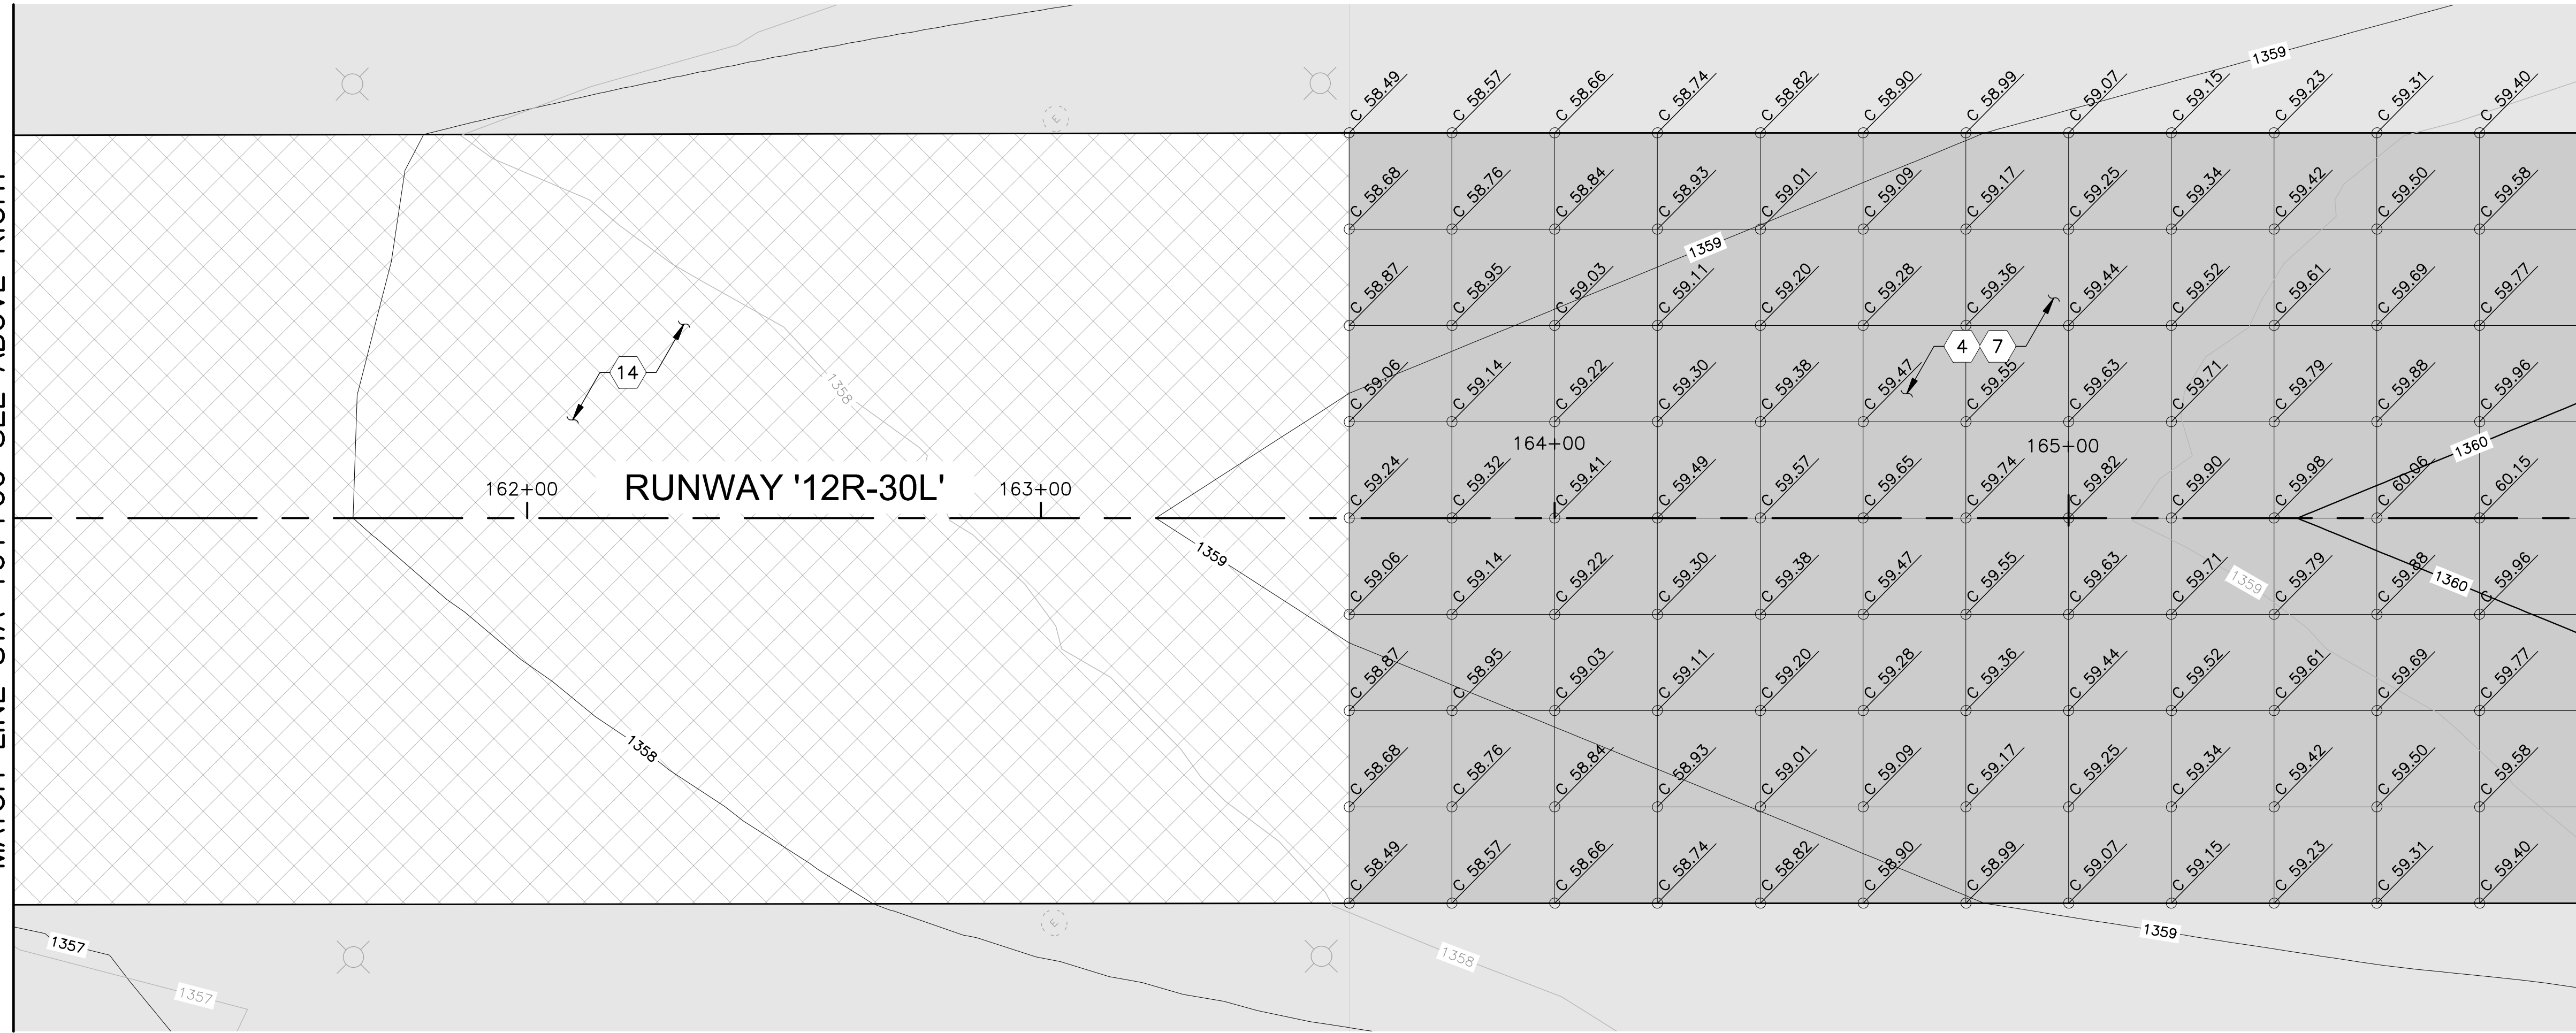 1359
C 58.49 C 58.57 C 58.66 C 58.74 C 58.82 C 58.90 C 58.99 C 59.07 C 59.15 C 59.23 C 59.31 C 59.40
C 58.68 C 58.76 C 58.84 C 58.93 C 59.01 C 59.09 C 59.17 C 59.25 C 59.34 C 59.42 C 59.50 C 59.58
1359
C 58.87 C 58.95 C 59.03 C 59.11 C 59.20 C 59.28 C 59.36 C 59.44 C 59.52 C 59.61 C 59.69 C 59.77
4 7
14
1358
C 59.06 C 59.14 C 59.22 C 59.30 C 59.38 C 59.47 C 59.55 C 59.63 C 59.71 C 59.79 C 59.88 C 59.96
164+00 165+00
1360
162+00 RUNWAY '12R-30L' 163+00
C 59.24 C 59.32 C 59.41 C 59.49 C 59.57 C 59.65 C 59.74 C 59.82 C 59.90 C 59.98 C 60.06 C 60.15
1359
1359
1360
C 59.06 C 59.14 C 59.22 C 59.30 C 59.38 C 59.47 C 59.55 C 59.63 C 59.71 C 59.79 C 59.88 C 59.96
C 58.87 C 58.95 C 59.03 C 59.11 C 59.20 C 59.28 C 59.36 C 59.44 C 59.52 C 59.61 C 59.69 C 59.77
1358
C 58.68 C 58.76 C 58.84 C 58.93 C 59.01 C 59.09 C 59.17 C 59.25 C 59.34 C 59.42 C 59.50 C 59.58
C 58.49 C 58.57 C 58.66 C 58.74 C 58.82 C 58.90 C 58.99 C 59.07 C 59.15 C 59.23 C 59.31 C 59.40
E
E
1359
1357
1358
1357